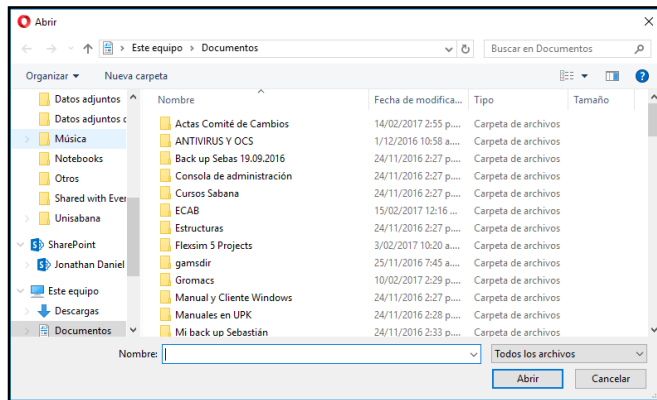 Abrir
Este equipo > Documentos
Buscar en Documentos
Organizar
Nueva carpeta
Datos adjuntos
Datos adjuntos c
Música
Notebooks
Otros
Shared with Ever
Unisabana
SharePoint
Jonathan Daniel
Este equipo
Descargas
Documentos
Nombre Fecha de modifica... Tipo Tamaño
Actas Comité de Cambios 14/02/2017 2:55 p.... Carpeta de archivos
ANTIVIRUS Y OCS 1/12/2016 10:58 a.... Carpeta de archivos
Back up Sebas 19.09.2016 24/11/2016 2:27 p.... Carpeta de archivos
Consola de administración 24/11/2016 2:27 p.... Carpeta de archivos
Cursos Sabana 24/11/2016 2:27 p.... Carpeta de archivos
ECAB 15/02/2017 12:16 ... Carpeta de archivos
Estructuras 24/11/2016 2:27 p.... Carpeta de archivos
Flexsim 5 Projects 3/02/2017 10:20 a.... Carpeta de archivos
gamsdir 25/11/2016 7:45 a.... Carpeta de archivos
Gromacs 10/02/2017 2:29 p.... Carpeta de archivos
Manual y Cliente Windows 24/11/2016 2:27 p.... Carpeta de archivos
Manuales en UPK 24/11/2016 2:28 p.... Carpeta de archivos
Mi back up Sebastián 24/11/2016 2:33 p.... Carpeta de archivos
Nombre:
Todos los archivos
Abrir
Cancelar